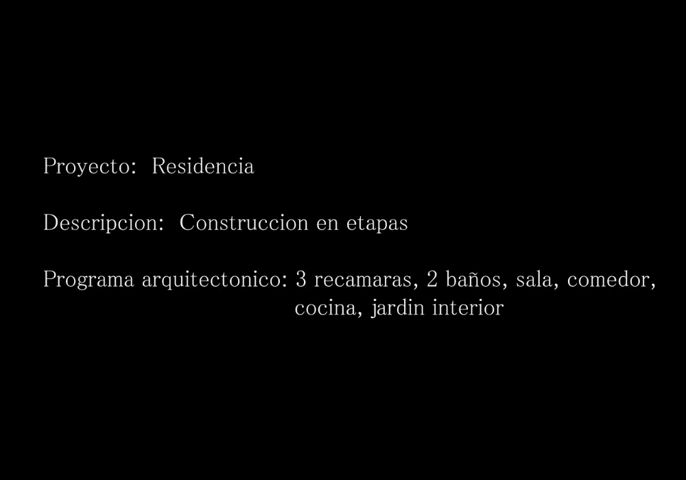 Proyecto: Residencia
Descripcion: Construccion en etapas
Programa arquitectonico: 3 recamaras, 2 baños, sala, comedor,
cocina, jardin interior